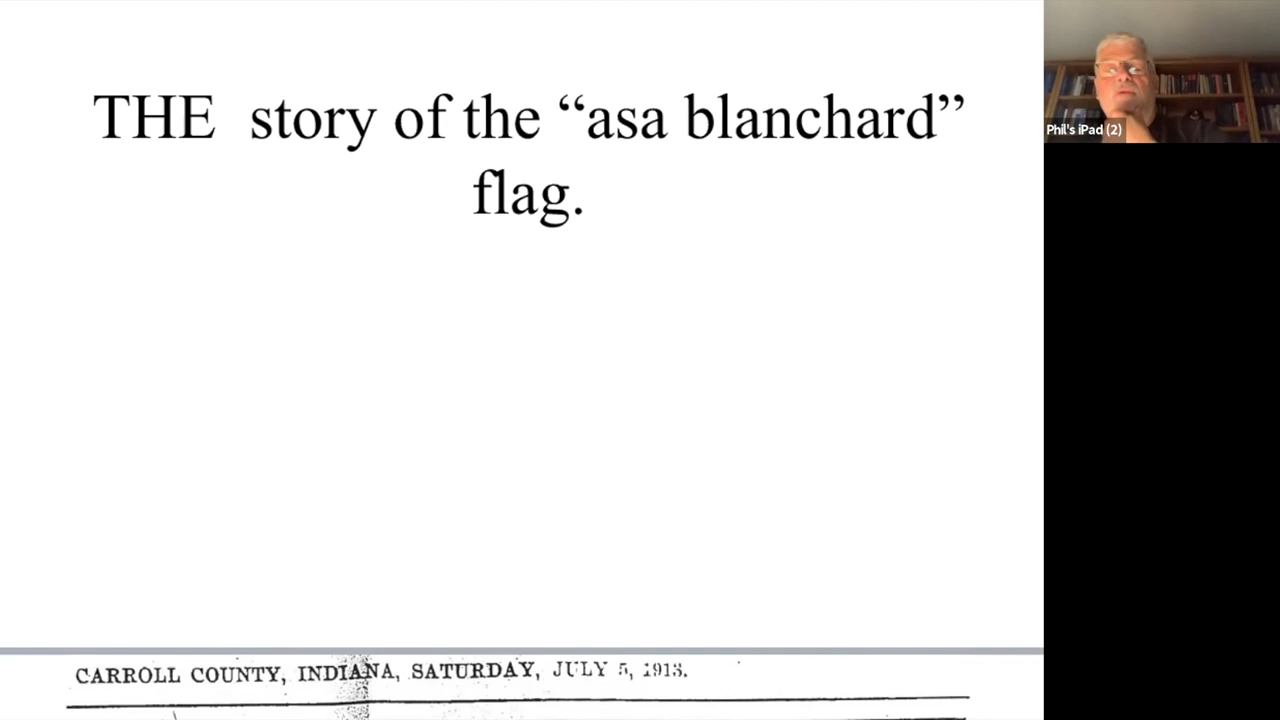 THE story of the “asa blanchard”
flag.
Phil's iPad (2)
CARROLL COUNTY, INDIANA, SATURDAY, JULY 5, 1913.